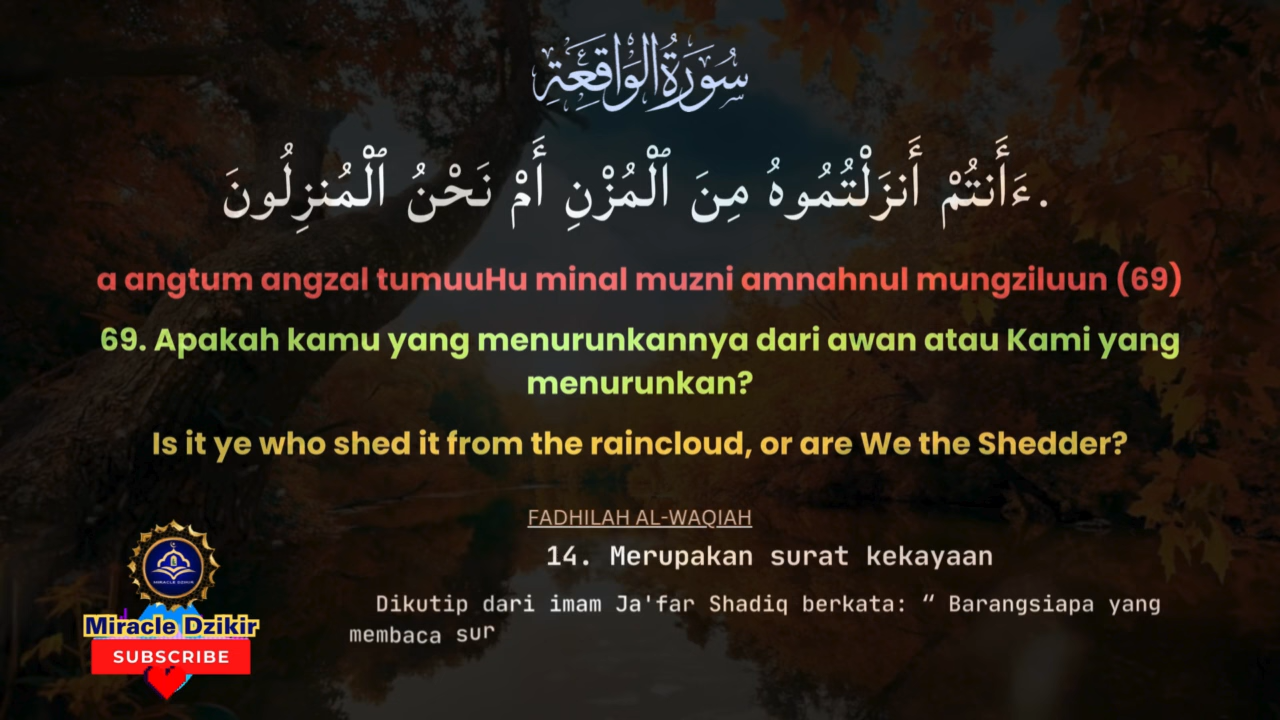 سُورَةُ الْوَاقِعَةِ
ءَأَنتُمْ أَنزَلْتُمُوهُ مِنَ ٱلْمُزْنِ أَمْ نَحْنُ ٱلْمُنزِلُونَ.
a angtum angzal tumuuHu minal muzni amnahnul mungziluun (69)
69. Apakah kamu yang menurunkannya dari awan atau Kami yang
menurunkan?
Is it ye who shed it from the raincloud, or are We the Shedder?
FADHILAH AL-WAQIAH
14. Merupakan surat kekayaan
Dikutip dari imam Ja'far Shadiq berkata: “ Barangsiapa yang
membaca sur
MIRACLE DZIKIR
Miracle Dzikir
SUBSCRIBE